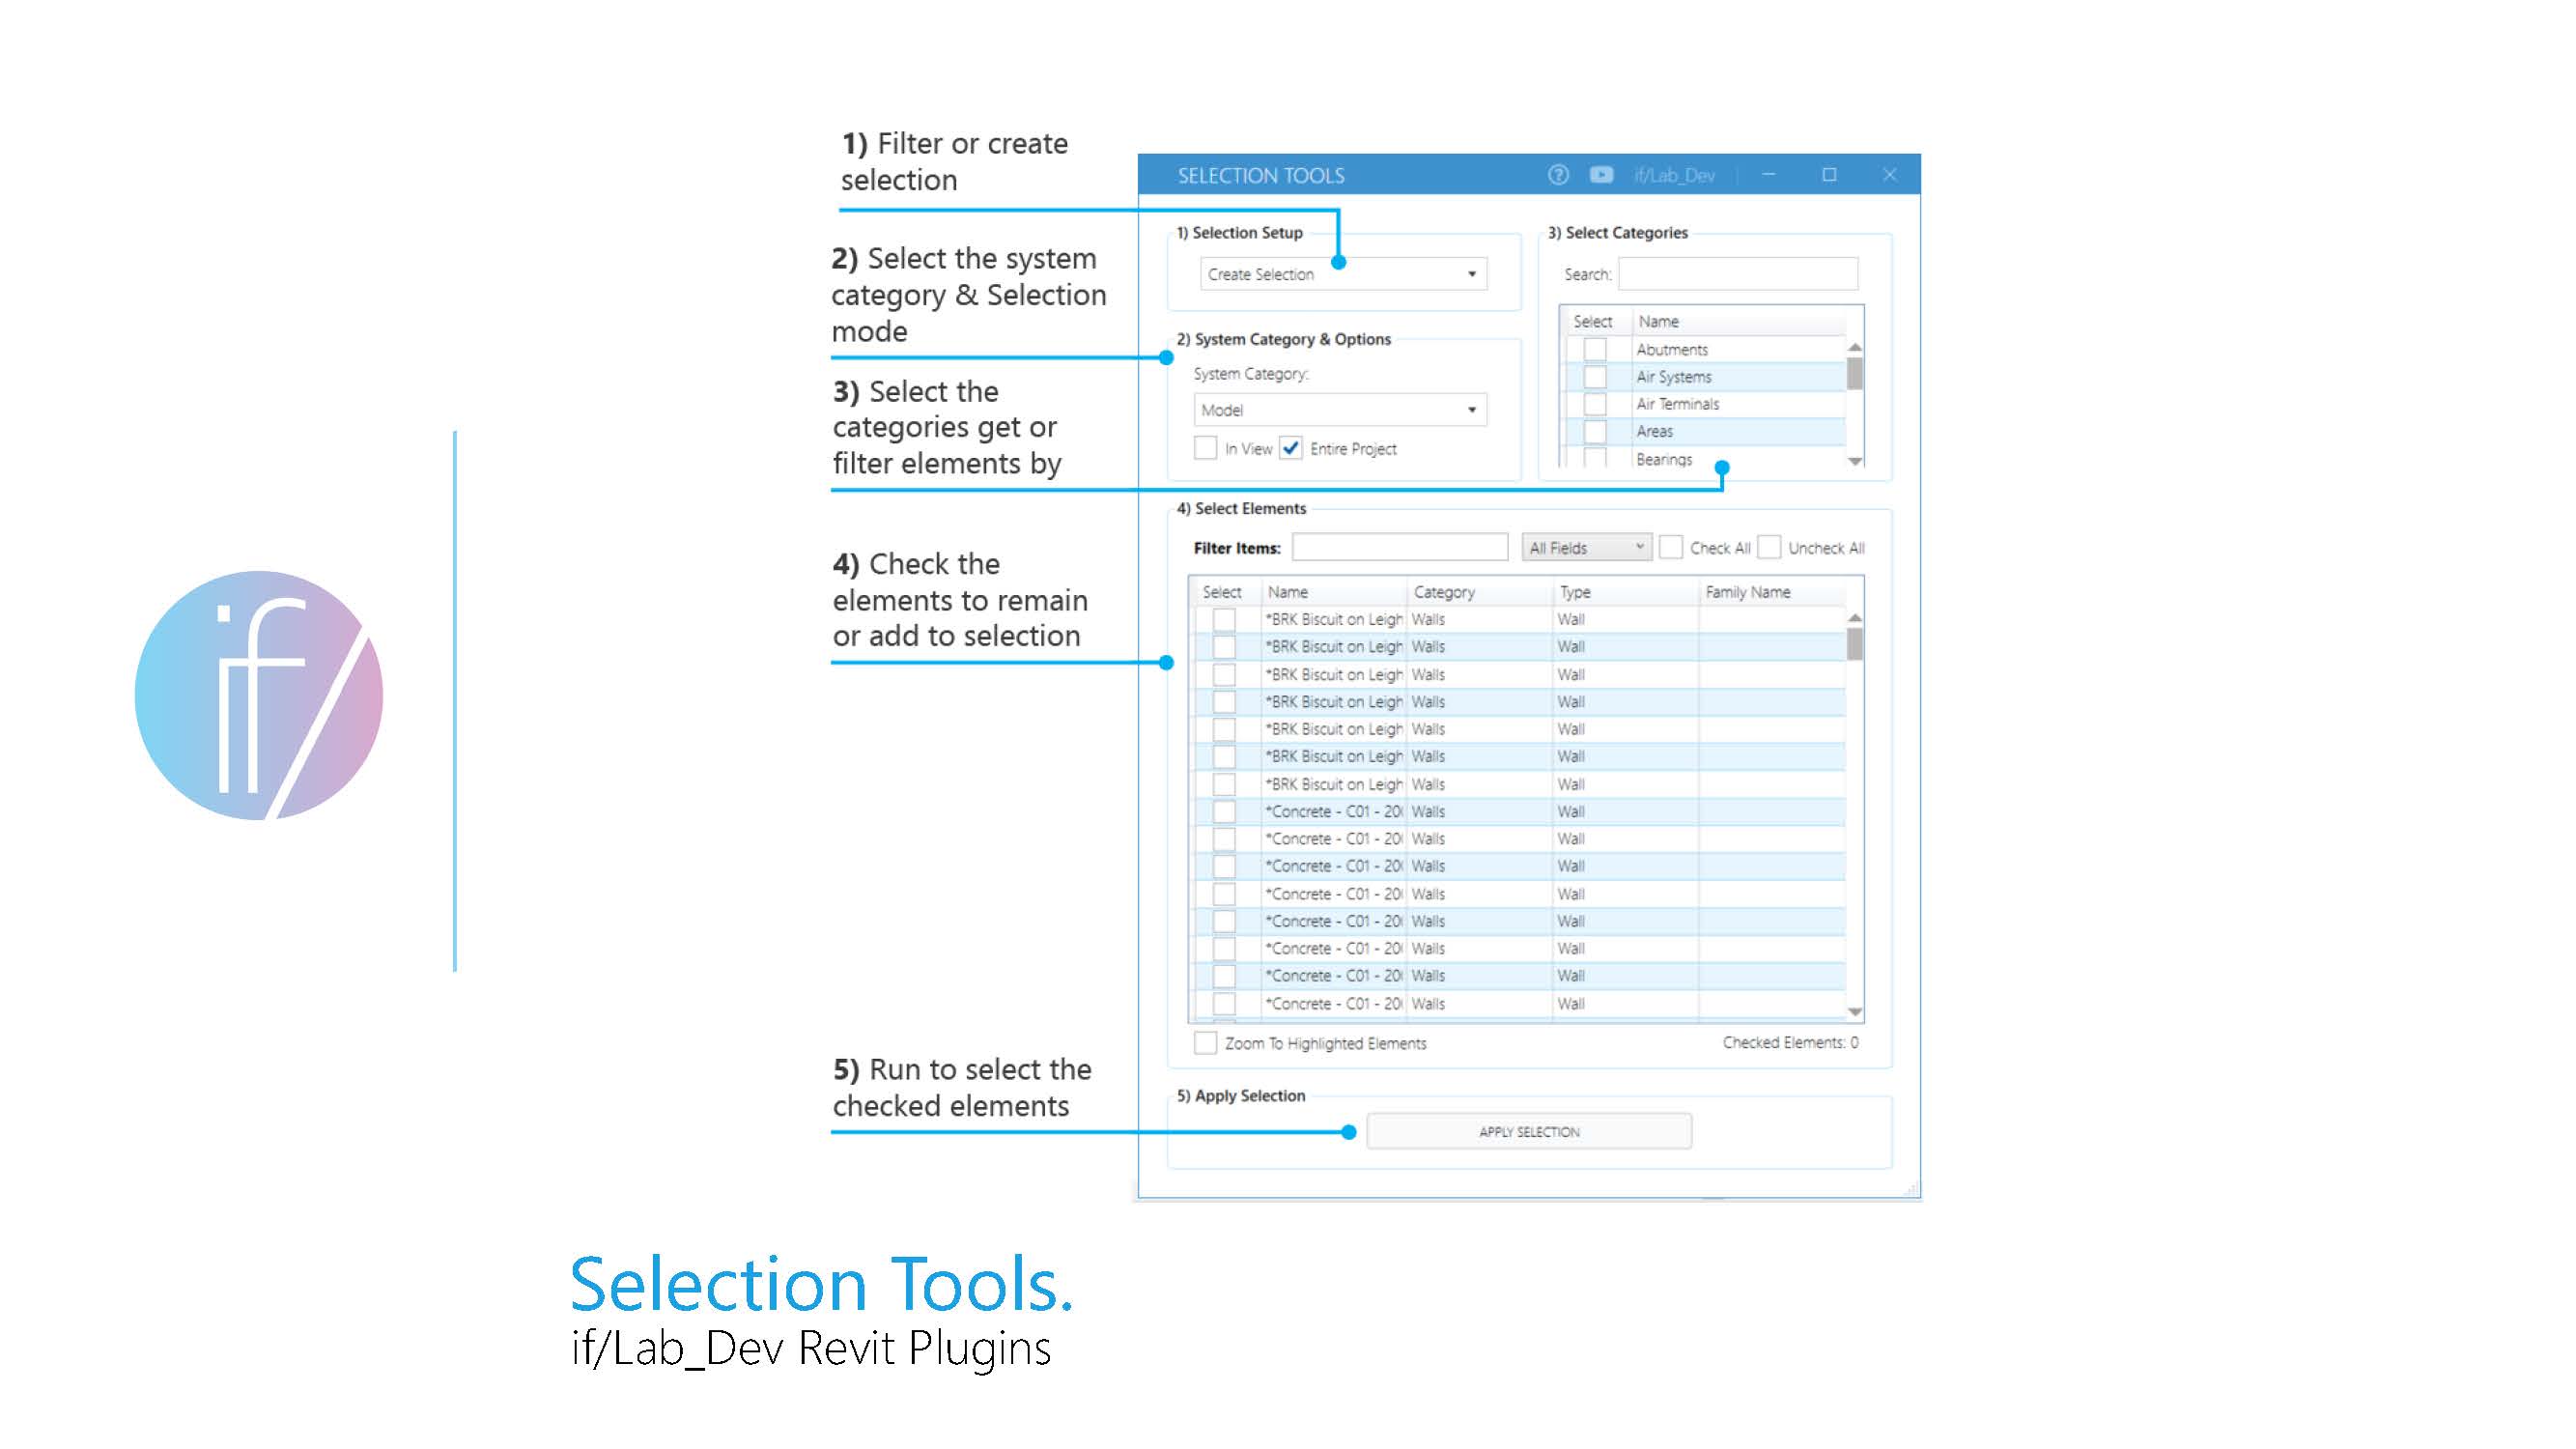 1) Filter or create
selection
2) Select the system
category & Selection
mode
3) Select the
categories get or
filter elements by
4) Check the
elements to remain
or add to selection
5) Run to select the
checked elements
if/
SELECTION TOOLS
if/Lab_Dev
1) Selection Setup
Create Selection
2) System Category & Options
System Category:
Model
In View Entire Project
3) Select Categories
Search:
Select Name
Abutments
Air Systems
Air Terminals
Areas
Bearings
4) Select Elements
Filter Items: All Fields Check All Uncheck All
Select Name Category Type Family Name
*BRK Biscuit on Leigh Walls Wall
*BRK Biscuit on Leigh Walls Wall
*BRK Biscuit on Leigh Walls Wall
*BRK Biscuit on Leigh Walls Wall
*BRK Biscuit on Leigh Walls Wall
*BRK Biscuit on Leigh Walls Wall
*BRK Biscuit on Leigh Walls Wall
*Concrete - C01 - 20 Walls Wall
*Concrete - C01 - 20 Walls Wall
*Concrete - C01 - 20 Walls Wall
*Concrete - C01 - 20 Walls Wall
*Concrete - C01 - 20 Walls Wall
*Concrete - C01 - 20 Walls Wall
*Concrete - C01 - 20 Walls Wall
*Concrete - C01 - 20 Walls Wall
Zoom To Highlighted Elements Checked Elements: 0
5) Apply Selection
APPLY SELECTION
Selection Tools.
if/Lab_Dev Revit Plugins